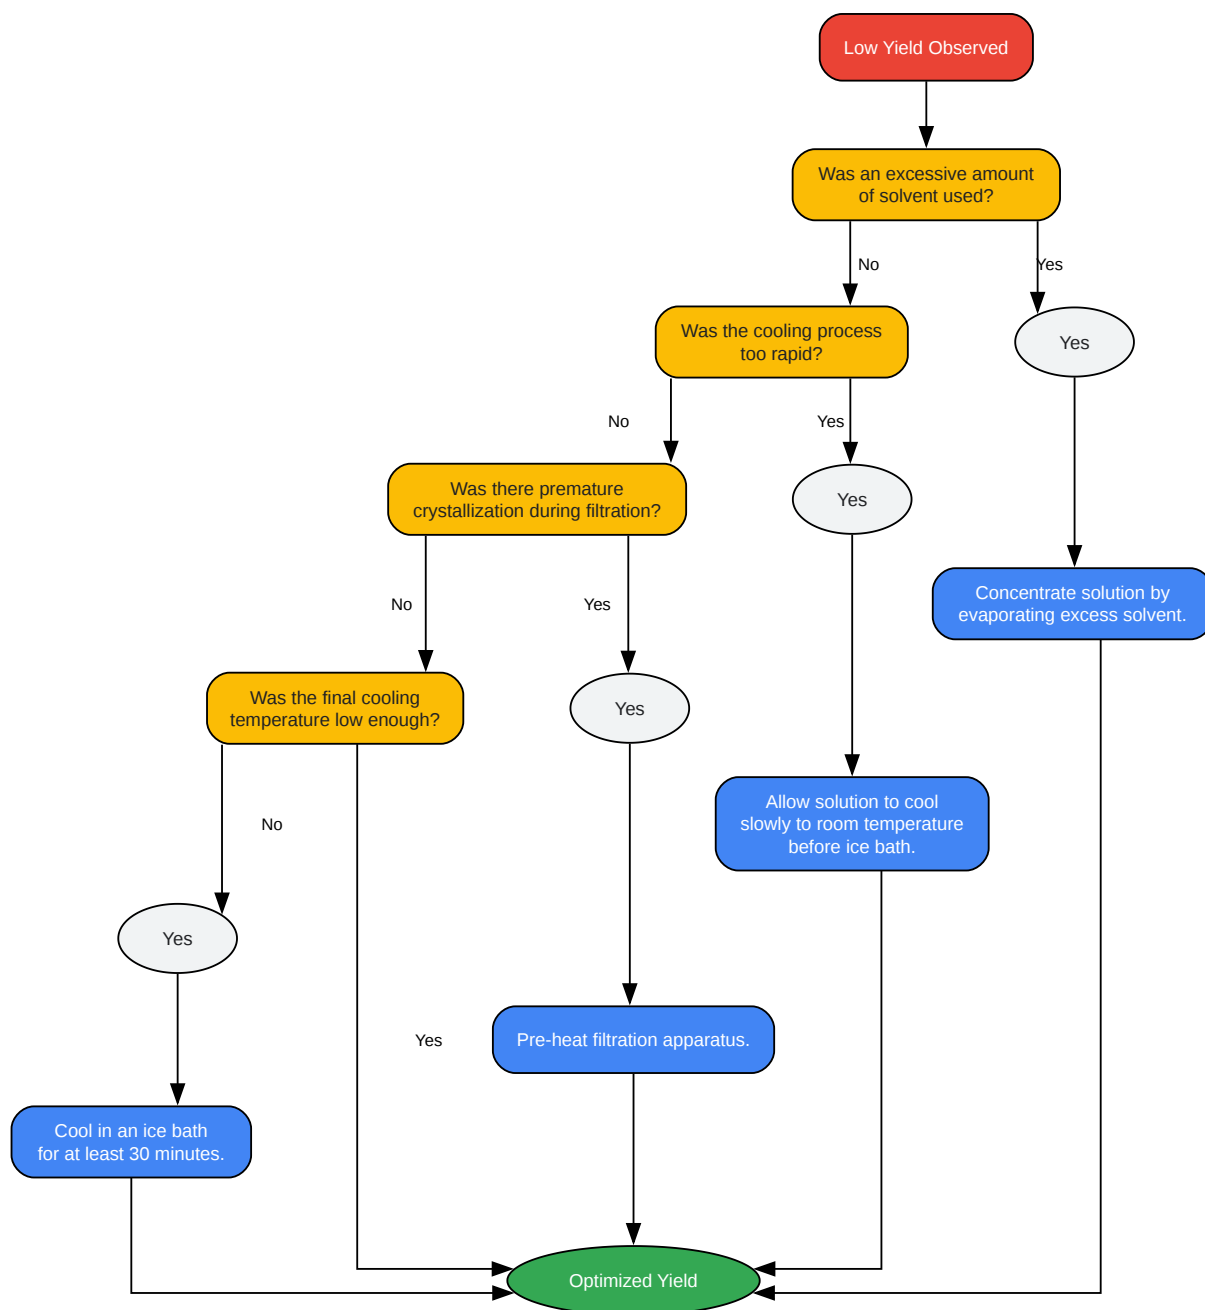 Low Yield Observed
Was an excessive amount
of solvent used?
No
Yes
Was the cooling process
too rapid?
Yes
No
Yes
Was there premature
crystallization during filtration?
Yes
No
Yes
Concentrate solution by
evaporating excess solvent.
Was the final cooling
temperature low enough?
Yes
Allow solution to cool
slowly to room temperature
before ice bath.
No
Yes
Yes
Pre-heat filtration apparatus.
Cool in an ice bath
for at least 30 minutes.
Optimized Yield